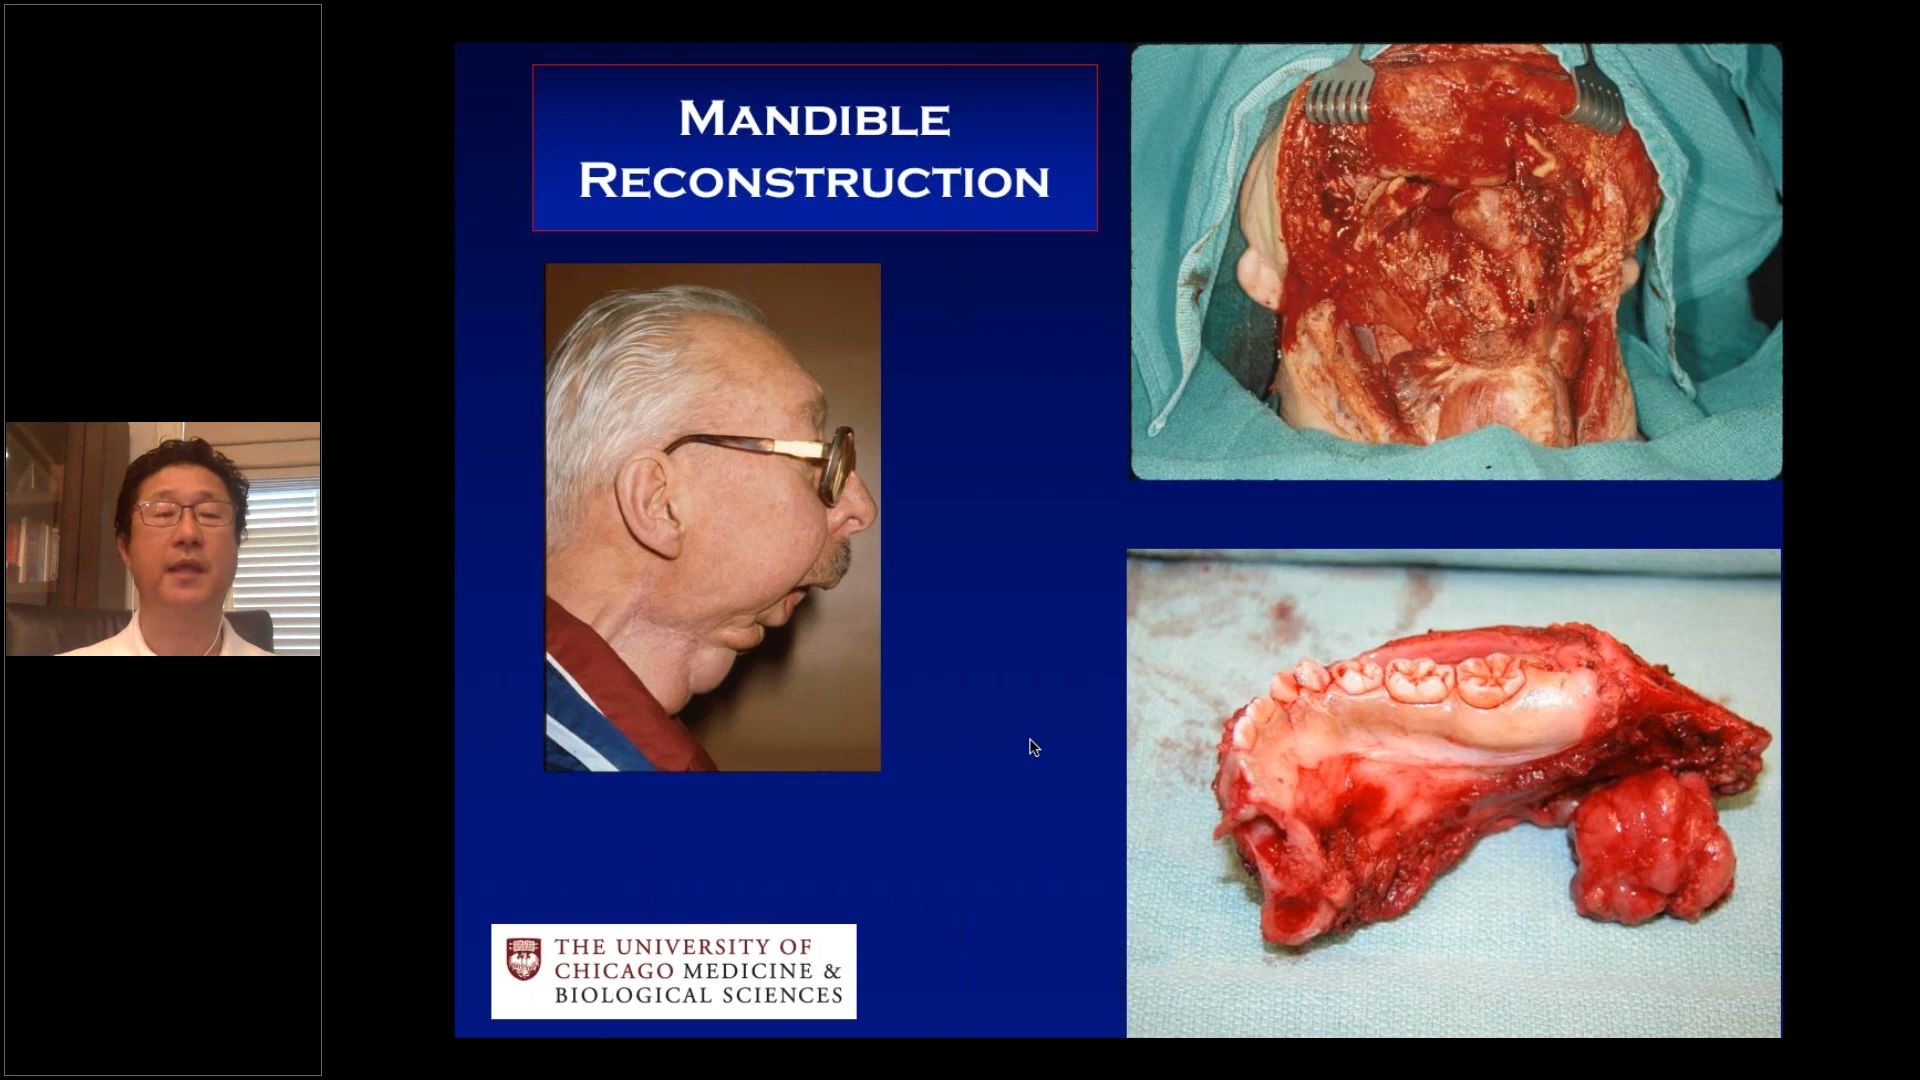 MANDIBLE
RECONSTRUCTION
THE UNIVERSITY OF
CHICAGO MEDICINE &
BIOLOGICAL SCIENCES